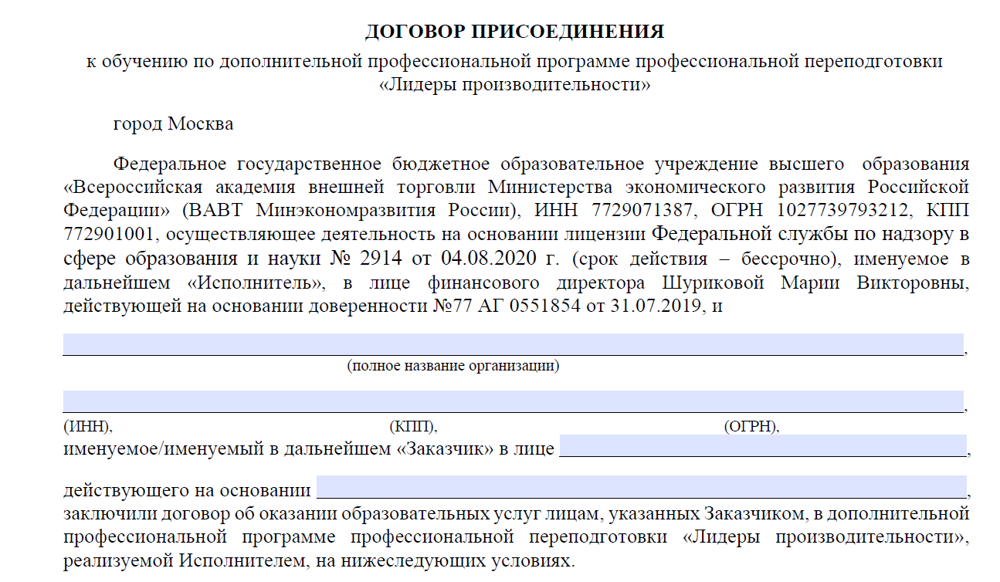 ДОГОВОР ПРИСОЕДИНЕНИЯ
к обучению по дополнительной профессиональной программе профессиональной переподготовки
«Лидеры производительности»
город Москва
Федеральное государственное бюджетное образовательное учреждение высшего образования
«Всероссийская академия внешней торговли Министерства экономического развития Российской
Федерации» (ВАВТ Минэкономразвития России), ИНН 7729071387, ОГРН 1027739793212, КПП
772901001, осуществляющее деятельность на основании лицензии Федеральной службы по надзору в
сфере образования и науки № 2914 от 04.08.2020 г. (срок действия – бессрочно), именуемое в
дальнейшем «Исполнитель», в лице финансового директора Шуриковой Марии Викторовны,
действующей на основании доверенности №77 АГ 0551854 от 31.07.2019, и
,
(полное название организации)
,
(ИНН), (КПП), (ОГРН),
именуемое/именуемый в дальнейшем «Заказчик» в лице ,
действующего на основании ,
заключили договор об оказании образовательных услуг лицам, указанных Заказчиком, в дополнительной
профессиональной программе профессиональной переподготовки «Лидеры производительности»,
реализуемой Исполнителем, на нижеследующих условиях.